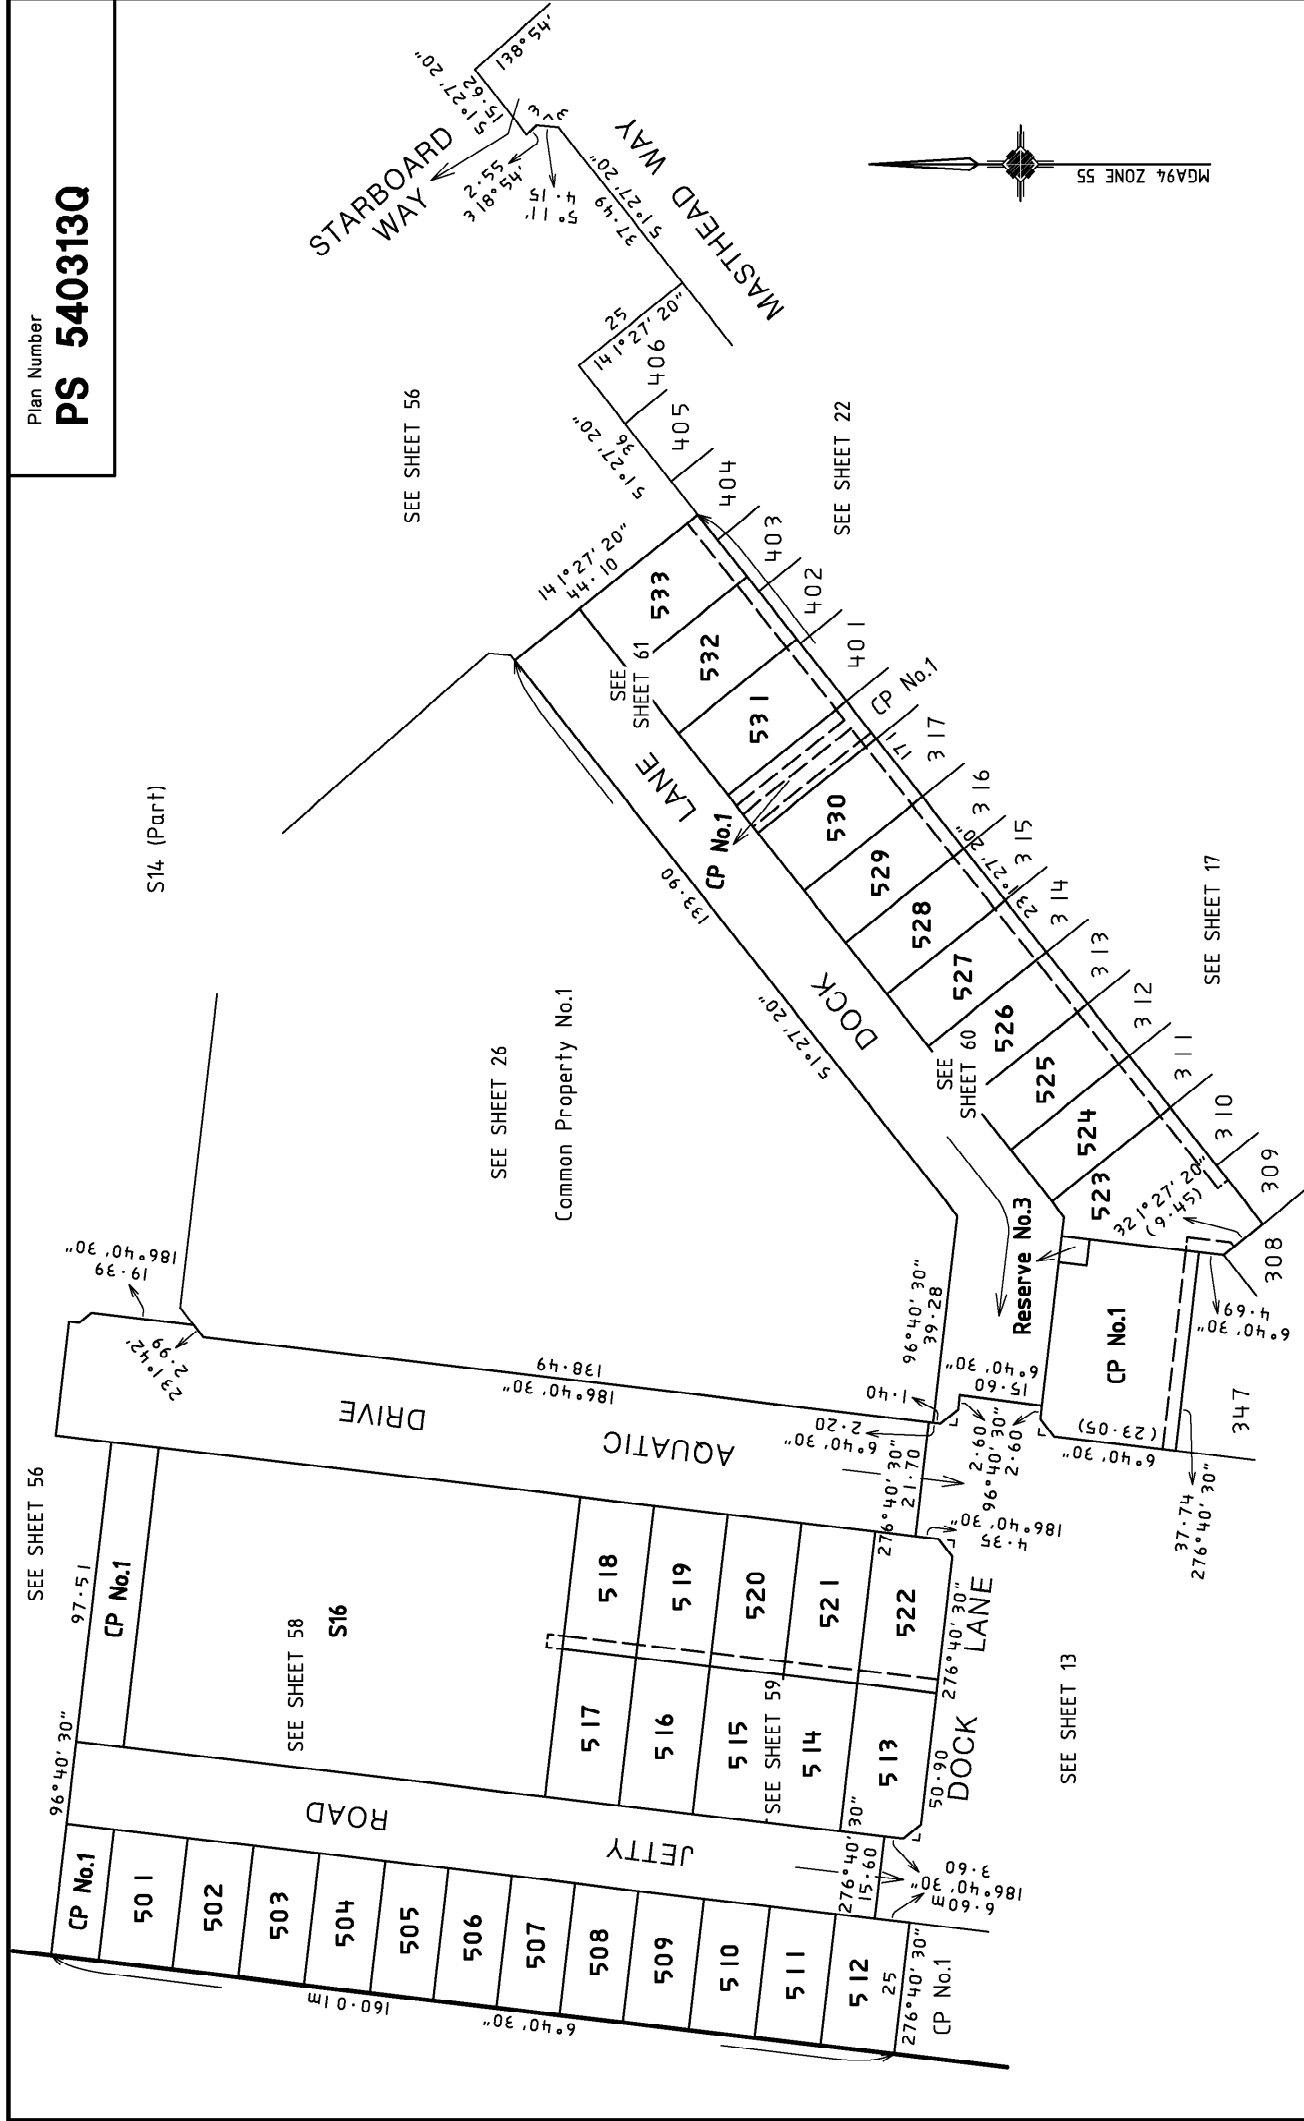 Plan Number
PS 540313Q
138°54'
51°27'20"
15·62
STARBOARD
WAY
2·55
318°54'
5°11'
4·15
37·49
51°27'20"
MASTHEAD WAY
MGA94 ZONE 55
25
141°27'20"
406
405
404
403
402
401
SEE SHEET 56
51°27'20"
36
SEE SHEET 22
141°27'20"
44·10
533
532
531
SEE
SHEET 61
LANE
CP No.1
CP No.1
530
529
528
527
526
525
524
523
17'
317
316
315
314
313
312
311
310
309
308
347
S14 (Part)
133·90
51°27'20"
DOCK
SEE
SHEET 60
SEE SHEET 17
SEE SHEET 26
Common Property No.1
321°27'20"
(9·45)
Reserve No.3
CP No.1
4·69
6°40'30"
19·39
186°40'30"
231°42'
2·99
138·49
186°40'30"
DRIVE
AQUATIC
96°40'30"
39·28
1·40
2·20
6°40'30"
15·60
6°40'30"
2·60
96°40'30"
2·60
(23·05)
6°40'30"
37·74
276°40'30"
276°40'30"
21·70
4·35
186°40'30"
SEE SHEET 56
97·51
96°40'30"
CP No.1
SEE SHEET 58
S16
518
519
520
521
522
517
516
515
514
513
SEE SHEET 59
276°40'30"
50·90
DOCK LANE
SEE SHEET 13
ROAD
JETTY
276°40'30"
15·60
3·60
186°40'30"
6·60m
CP No.1
501
502
503
504
505
506
507
508
509
510
511
512
160·01m
6°40'30"
25
276°40'30"
CP No.1